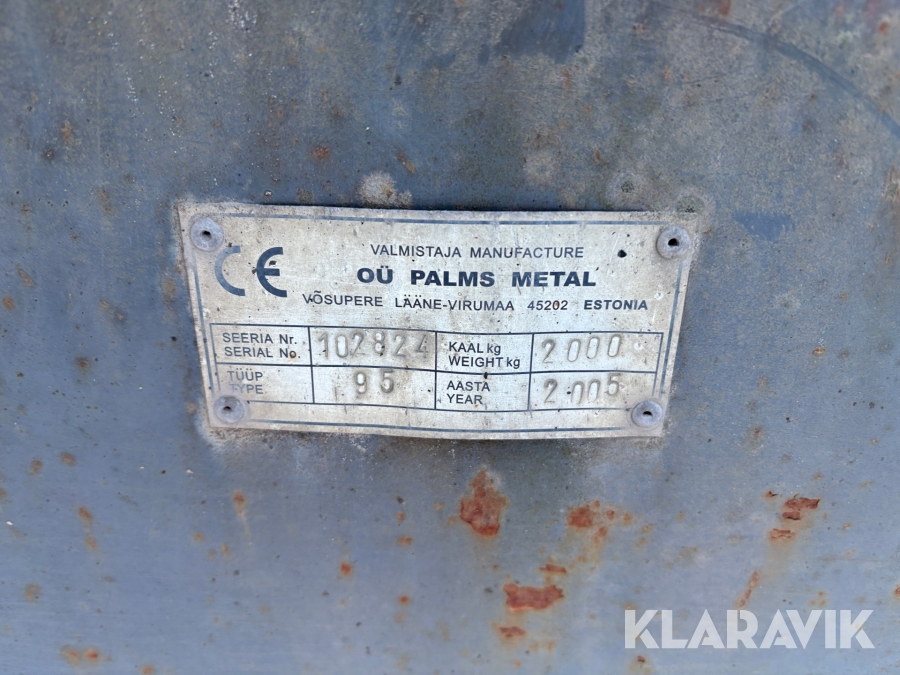 CE
VALMISTAJA MANUFACTURE
OÜ PALMS METAL
VÕSUPERE LÄÄNE-VIRUMAA 45202 ESTONIA
SEERIA Nr. 102824 KAAL kg 2000
SERIAL No. WEIGHT kg
TÜÜP 95 AASTA 2005
TYPE YEAR
KLARAVIK